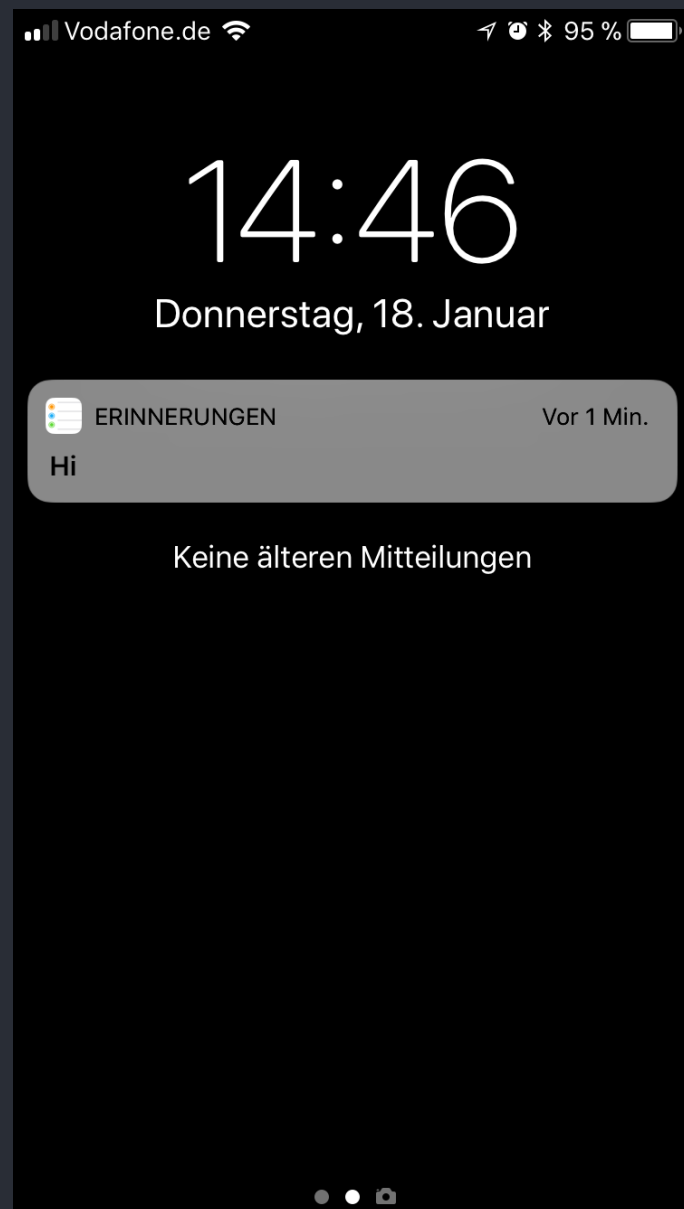 Vodafone.de 95 %
14:46
Donnerstag, 18. Januar
ERINNERUNGEN Vor 1 Min.
Hi
Keine älteren Mitteilungen